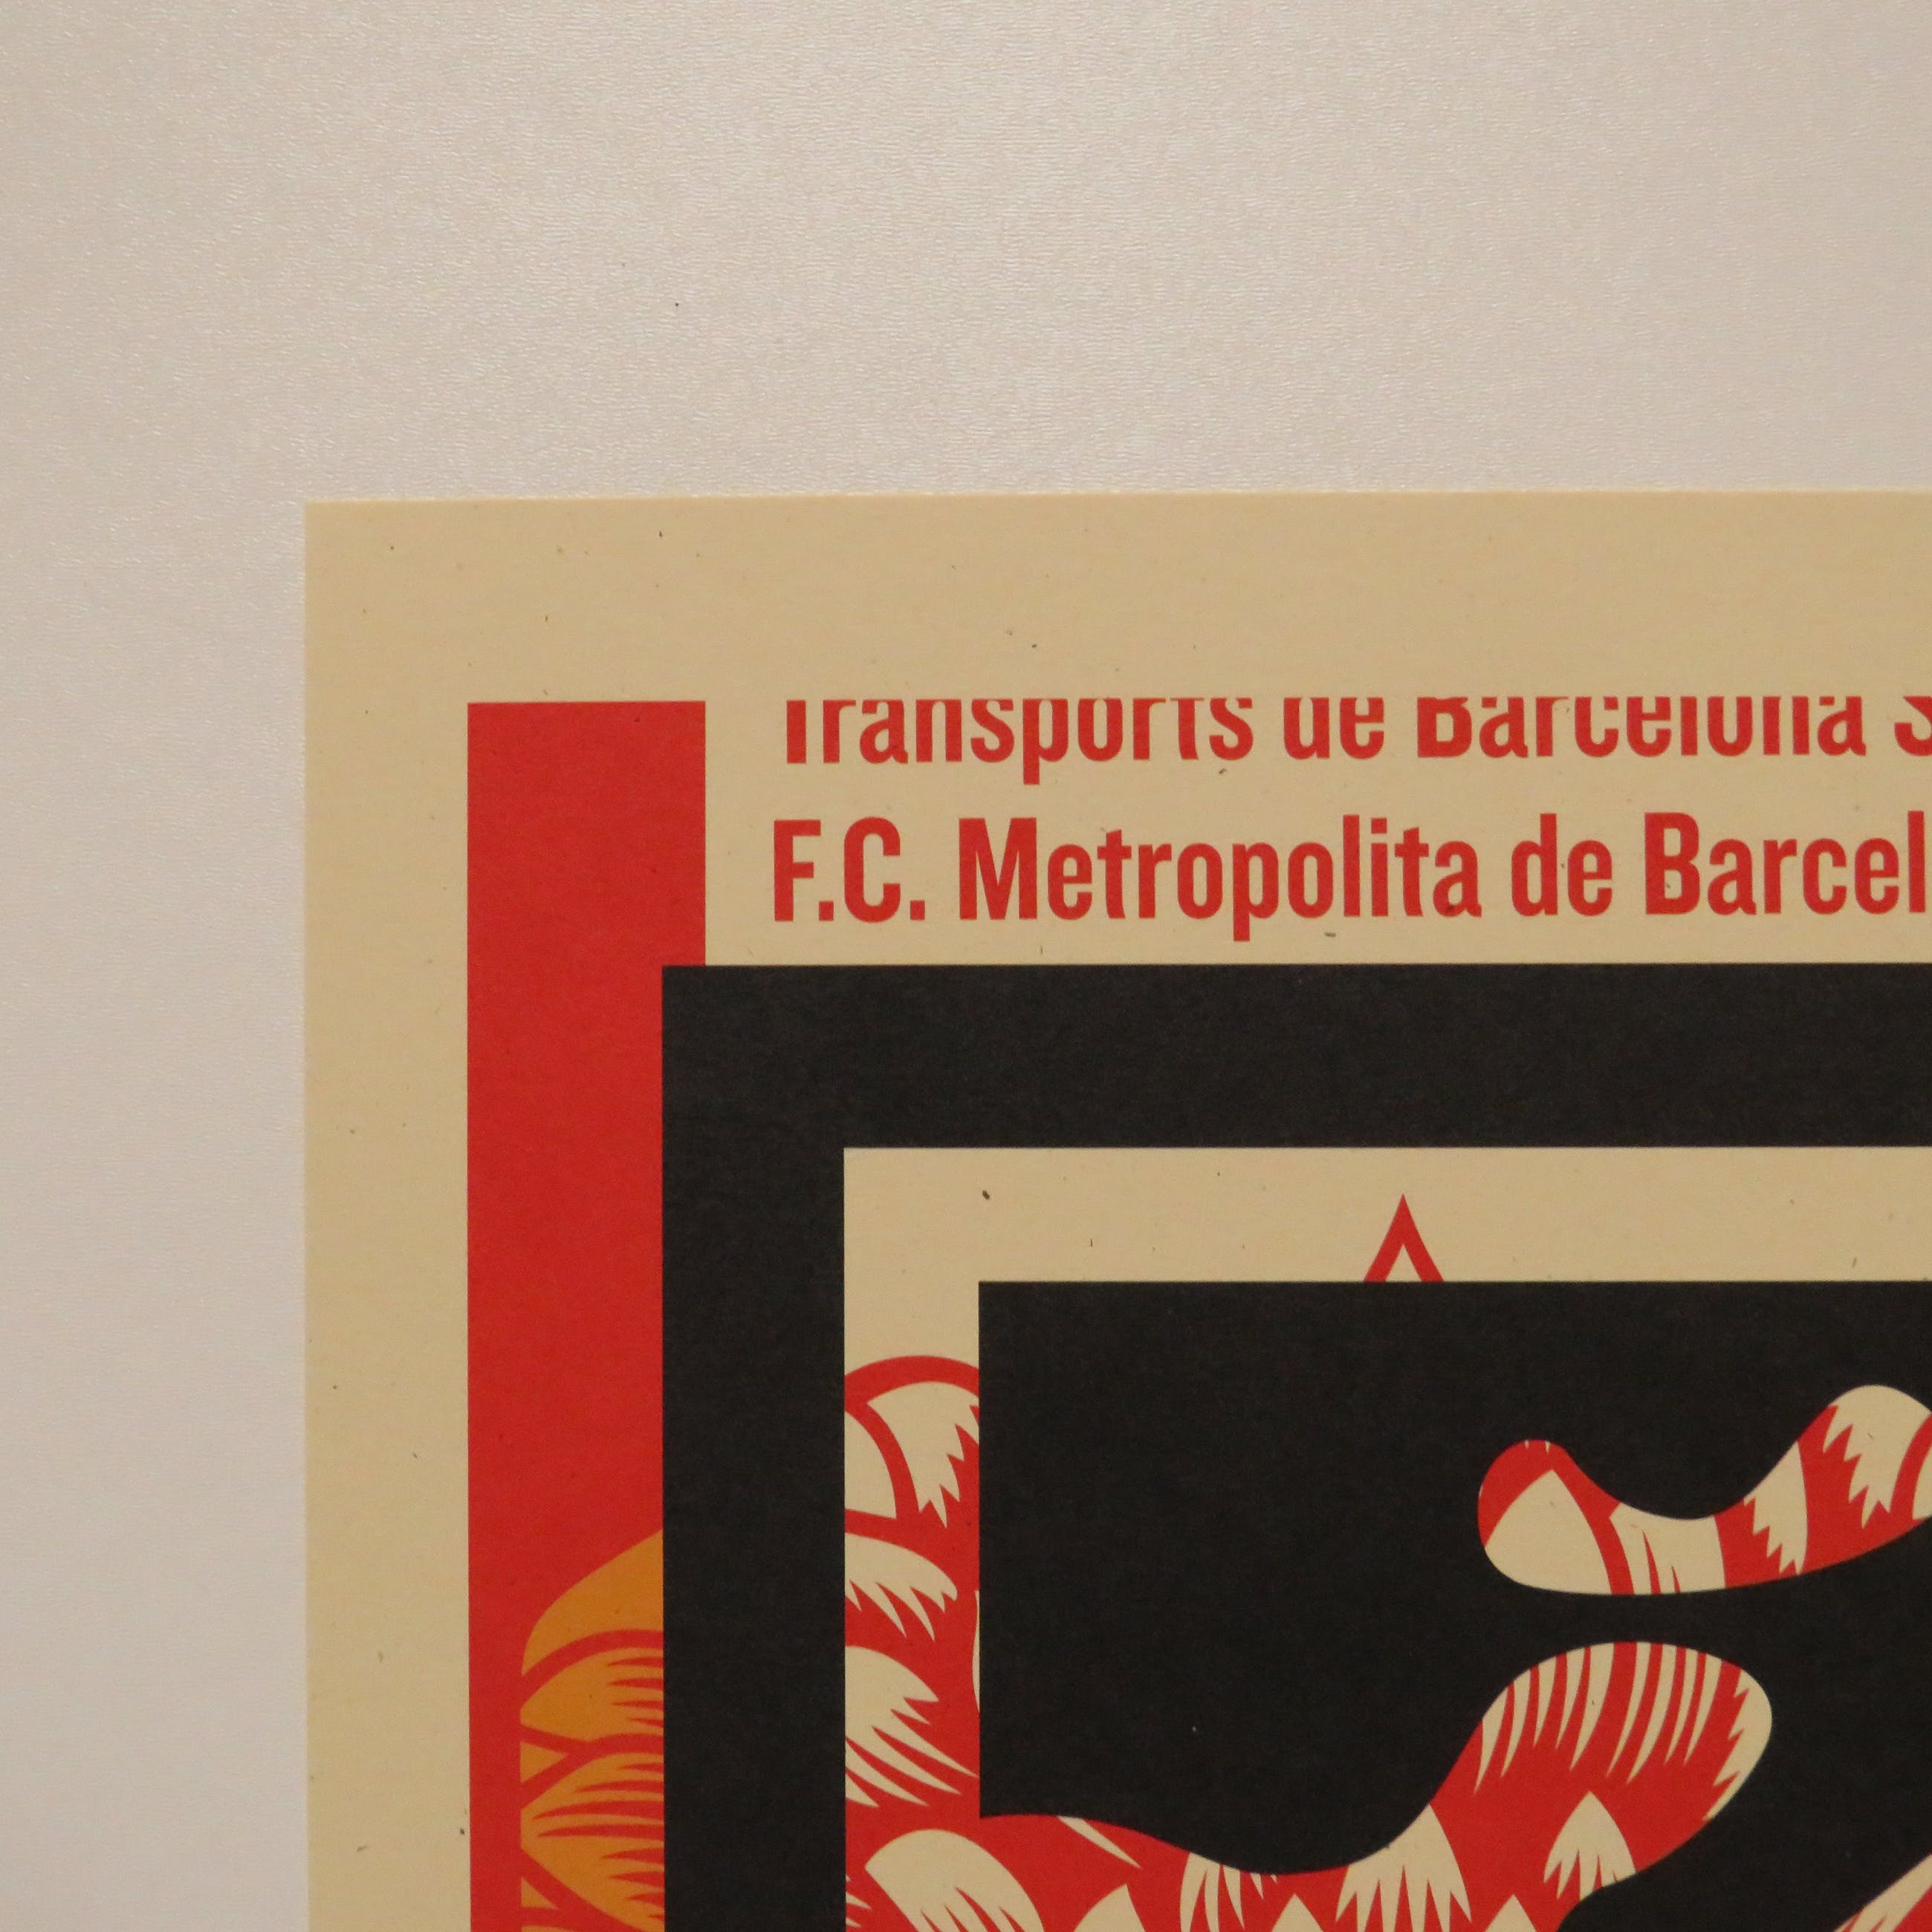 Transports de Barcelona S
F.C. Metropolita de Barcel